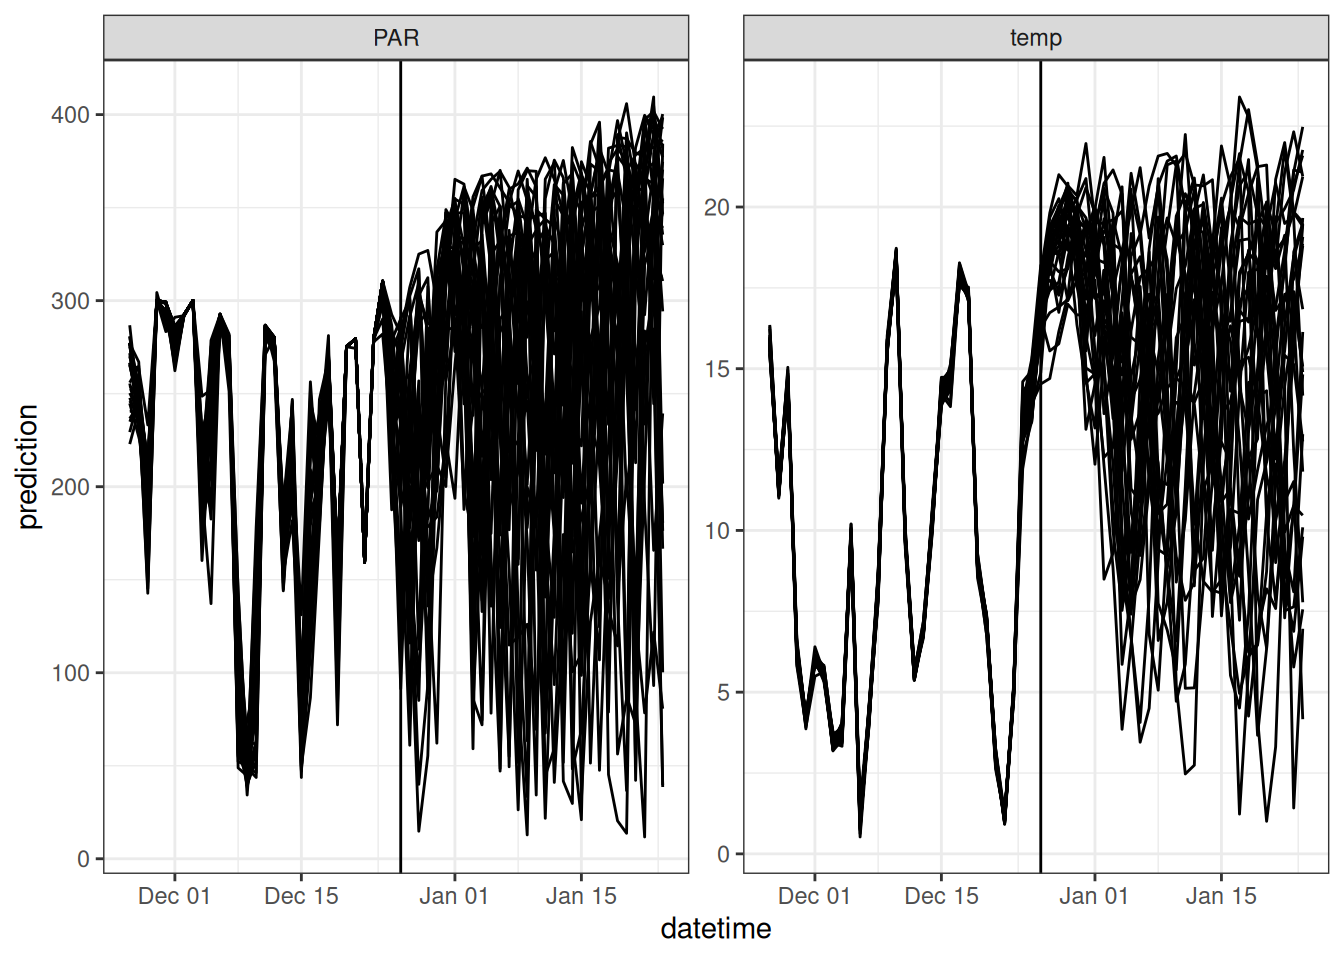 PAR
temp
prediction
400
300
200
100
0
20
15
10
5
0
Dec 01
Dec 15
Jan 01
Jan 15
Dec 01
Dec 15
Jan 01
Jan 15
datetime